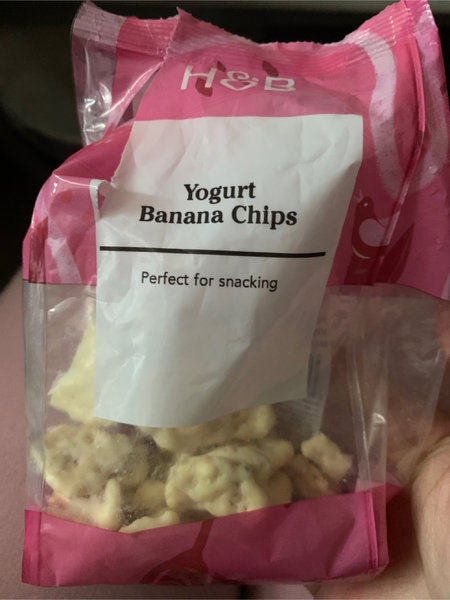 H&B
Yogurt
Banana Chips
Perfect for snacking